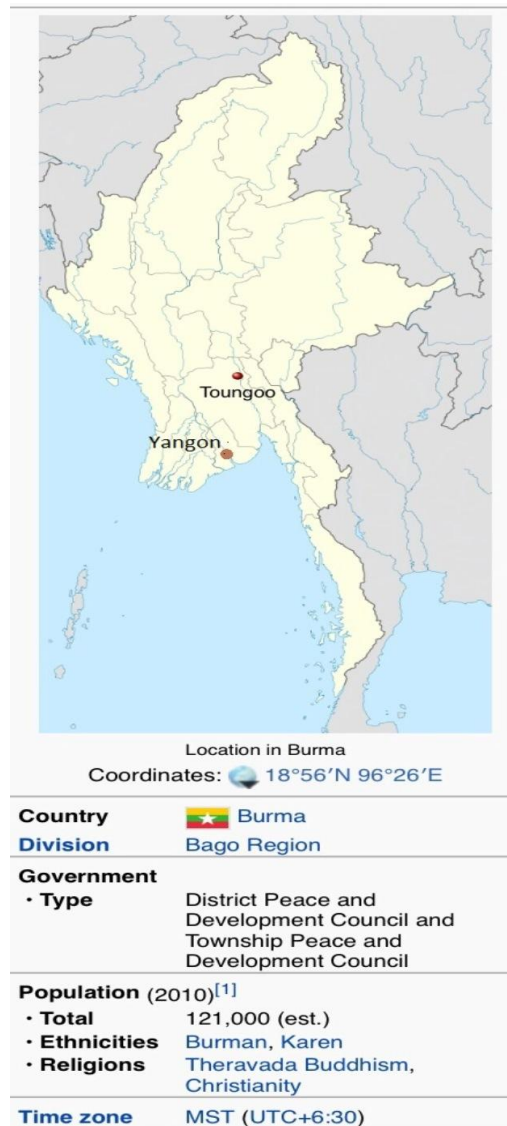 Toungoo
Yangon
Location in Burma
Coordinates: 18°56′N 96°26′E
Country Burma
Division Bago Region
Government
• Type District Peace and
Development Council and
Township Peace and
Development Council
Population (2010)[1]
• Total 121,000 (est.)
• Ethnicities Burman, Karen
• Religions Theravada Buddhism,
Christianity
Time zone MST (UTC+6:30)